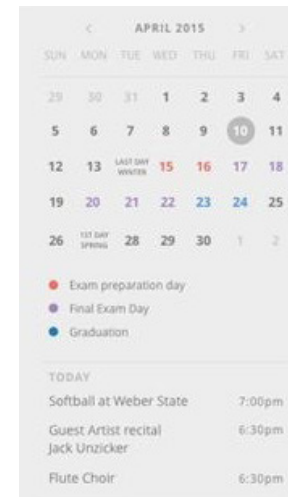 < APRIL 2015 >
SUN MON TUE WED THU FRI SAT
29 30 31 1 2 3 4
5 6 7 8 9 10 11
12 13 LAST DAY WINTER 15 16 17 18
19 20 21 22 23 24 25
26 1ST DAY SPRING 28 29 30 1 2
Exam preparation day
Final Exam Day
Graduation
TODAY
Softball at Weber State 7:00pm
Guest Artist recital 6:30pm
Jack Unzicker
Flute Choir 6:30pm